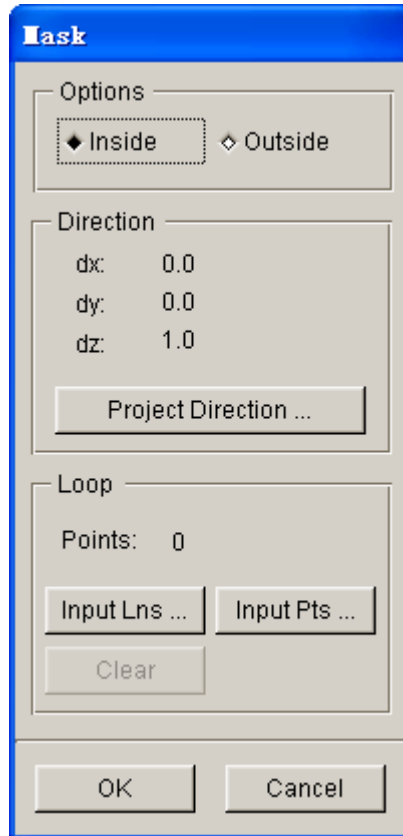 Mask
Options
Inside Outside
Direction
dx: 0.0
dy: 0.0
dz: 1.0
Project Direction ...
Loop
Points: 0
Input Lns ... Input Pts ...
Clear
OK Cancel